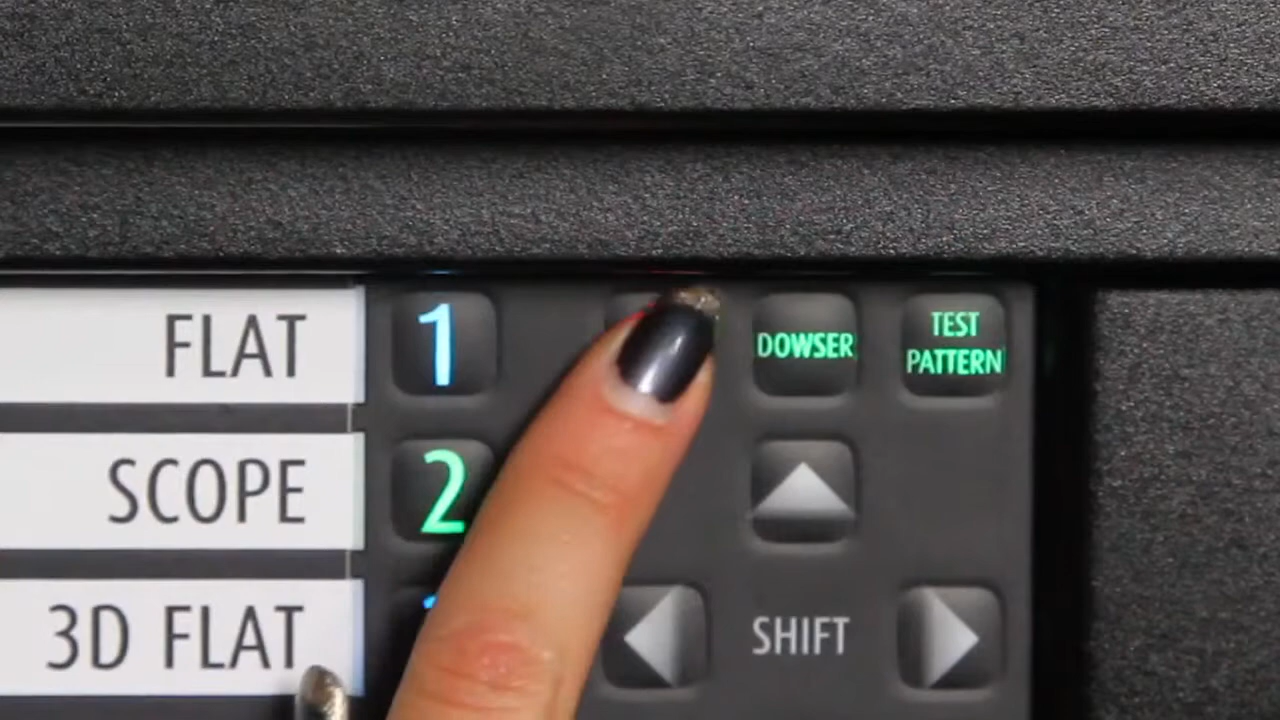 FLAT 1 DOWSER TEST
PATTERN
SCOPE 2
3D FLAT SHIFT